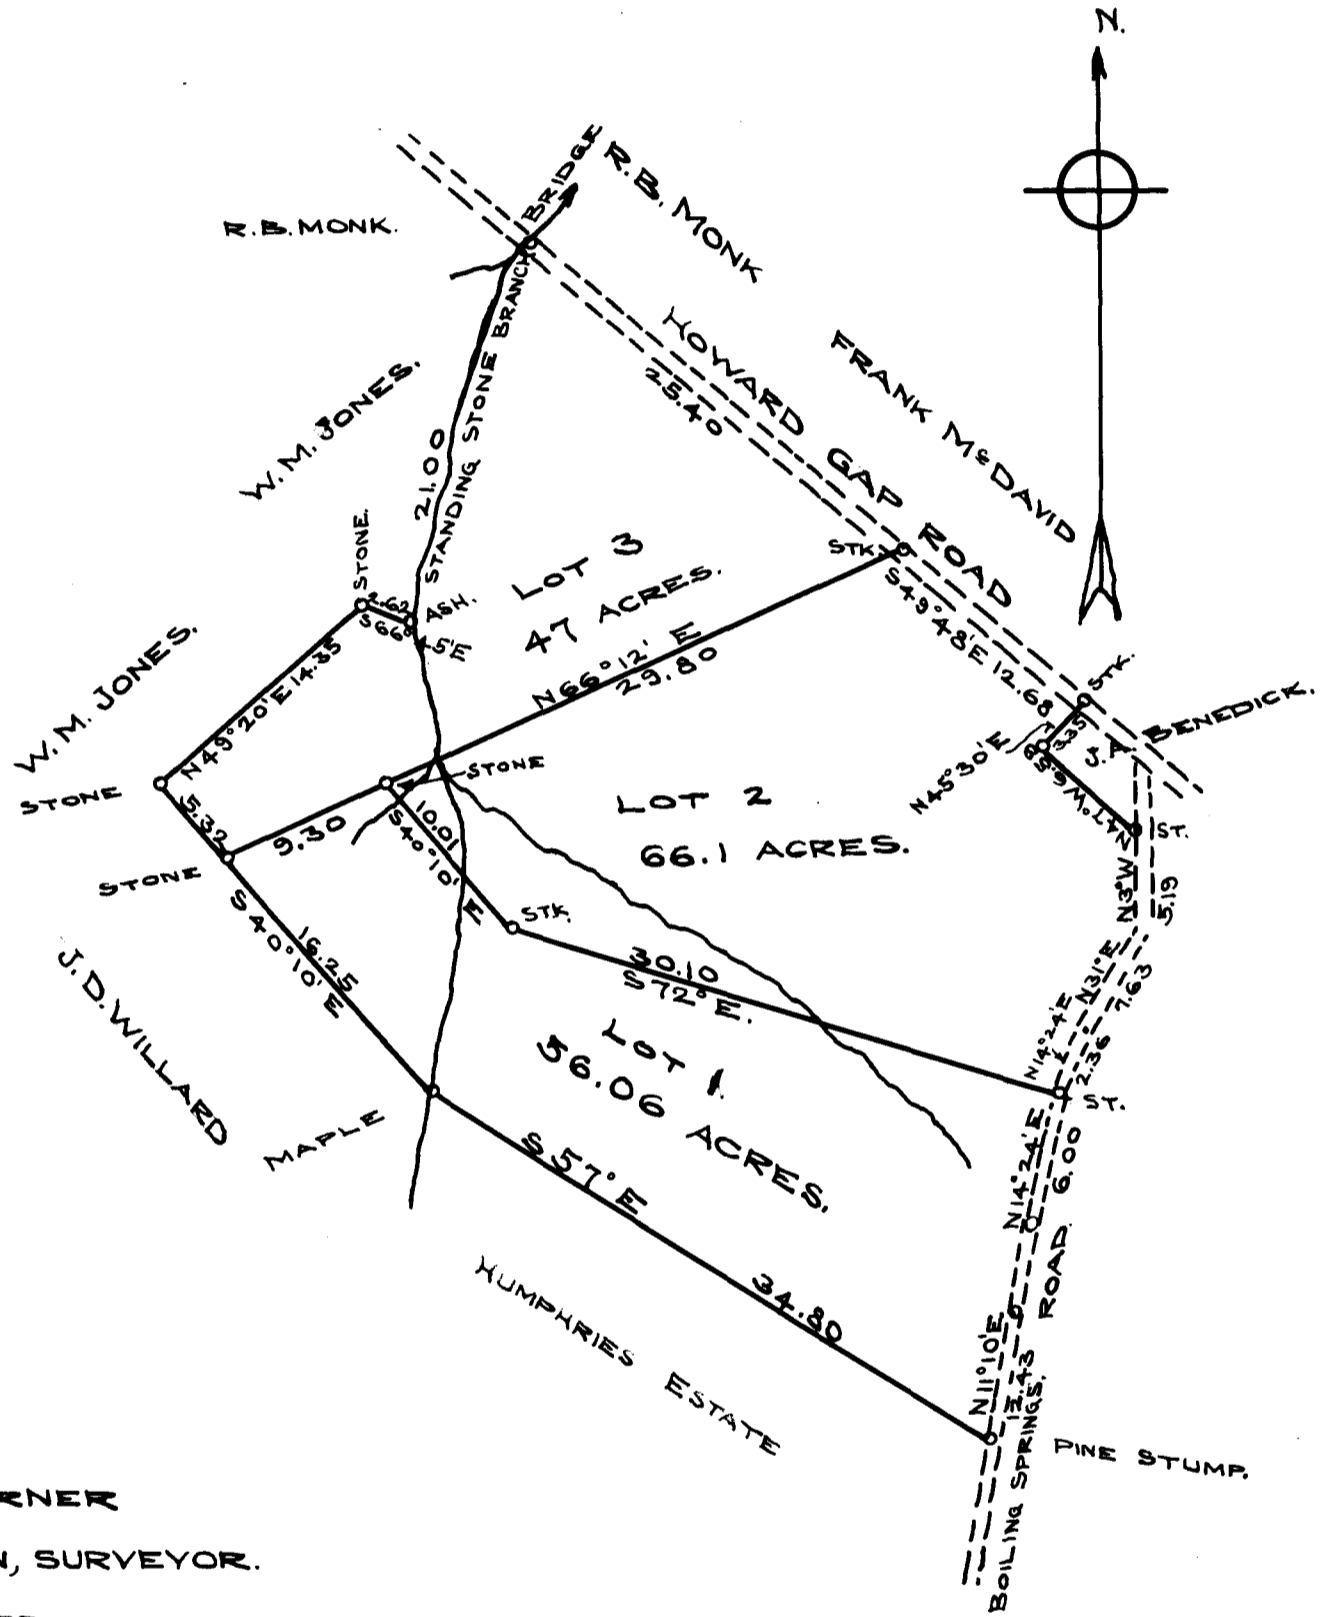 N.
BRIDGE
R.B. MONK
R.B. MONK.
HOWARD GAP ROAD
25.40
FRANK McDAVID
W. M. JONES.
21.00
STANDING STONE BRANCH
STONE.
2.62
S66°45'E
ASH.
LOT 3
47 ACRES.
STK
S49°48'E 12.68
N66°12' E
29.80
W. M. JONES.
N49°20'E 14.35
STK.
3.35
N45°30'E
J. A. BENEDICK.
N47°W 6.59
ST.
STONE
5.32
STONE
9.30
10.01
S40°10' E
LOT 2
66.1 ACRES.
STONE
S40°10' E
16.25
STK.
30.10
S72° E.
N3°W
5.19
N31°E
7.63
N14°24'E
2.36
ST.
J. D. WILLARD
MAPLE
LOT 1.
56.06 ACRES.
N14°24'E.
6.00
S57°E
34.80
HUMPHRIES ESTATE
N11°10'E
12.43
BOILING SPRINGS. ROAD.
PINE STUMP.
RNER
N, SURVEYOR.